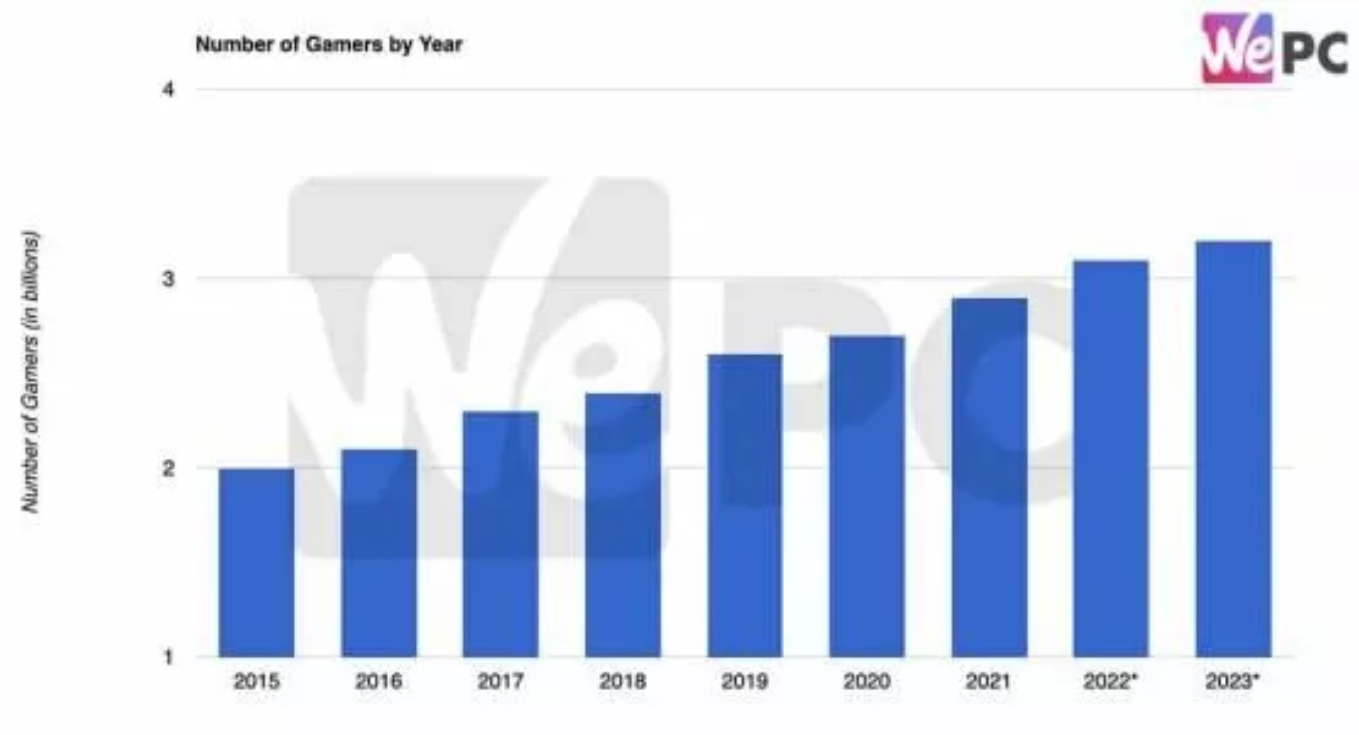 Number of Gamers by Year
WePC
4
3
2
1
Number of Gamers (in billions)
WePC
2015 2016 2017 2018 2019 2020 2021 2022* 2023*